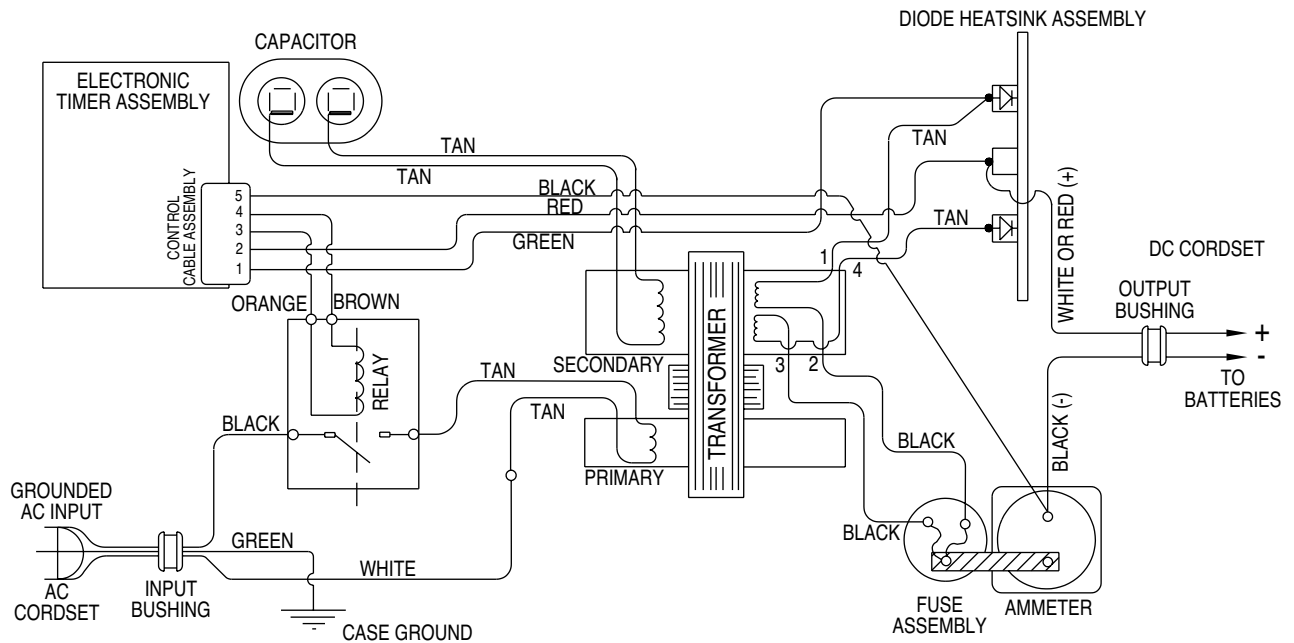 DIODE HEATSINK ASSEMBLY
CAPACITOR
ELECTRONIC
TIMER ASSEMBLY
TAN
TAN
TAN
CONTROL
CABLE ASSEMBLY
5
4
3
2
1
BLACK
RED
GREEN
TAN
WHITE OR RED (+)
DC CORDSET
OUTPUT
BUSHING
+
-
TO
BATTERIES
1
4
ORANGE
BROWN
RELAY
SECONDARY
TRANSFORMER
3
2
TAN
TAN
BLACK
PRIMARY
BLACK
BLACK (-)
GROUNDED
AC INPUT
GREEN
BLACK
WHITE
AC
CORDSET
INPUT
BUSHING
CASE GROUND
FUSE
ASSEMBLY
AMMETER